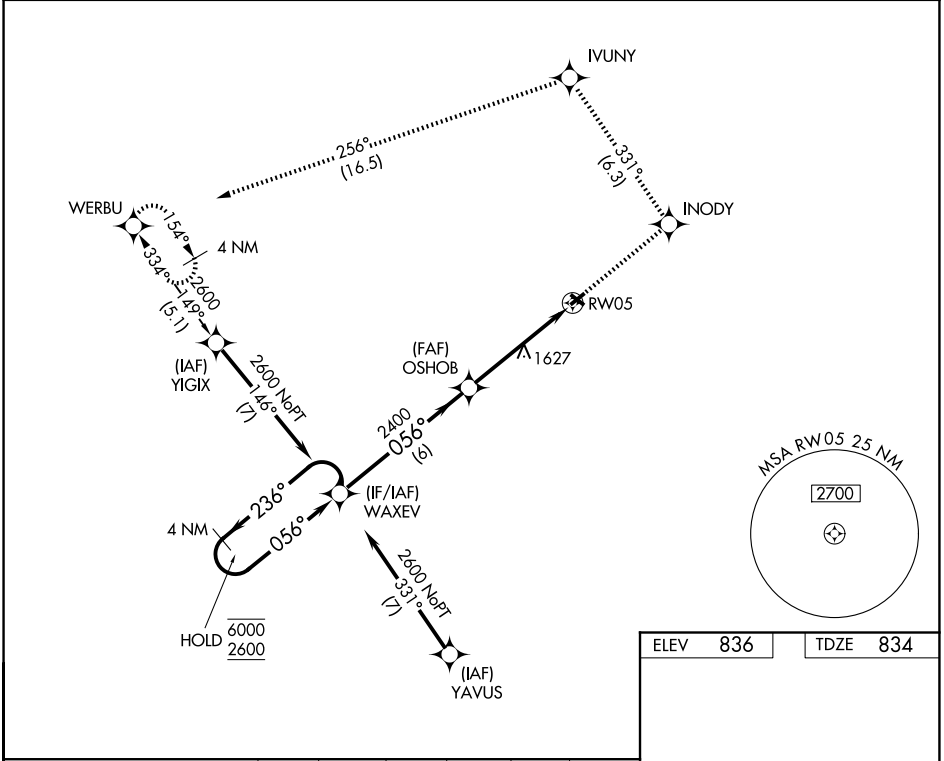 IVUNY
256°
(16.5)
331°
(6.3)
WERBU
154°
4 NM
INODY
334°
2600
149°
(5.1)
RW05
(IAF)
YIGIX
2600 NoPT
146°
(7)
(FAF)
OSHOB
1627
2400
056°
(6)
MSA RW05 25 NM
2700
236°
(IF/IAF)
WAXEV
4 NM
056°
2600 NoPT
331°
(7)
HOLD
6000
2600
(IAF)
YAVUS
ELEV 836
TDZE 834